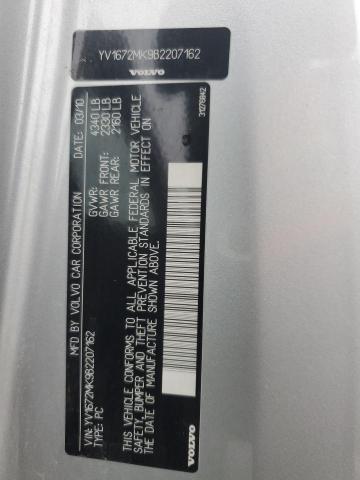 YV1672MK9B2207162
VOLVO
MFD BY VOLVO CAR CORPORATION DATE: 03/10
GVWR: 4340 LB
GAWR FRONT: 2330 LB
GAWR REAR: 2160 LB
THIS VEHICLE CONFORMS TO ALL APPLICABLE FEDERAL MOTOR VEHICLE
SAFETY, BUMPER AND THEFT PREVENTION STANDARDS IN EFFECT ON
THE DATE OF MANUFACTURE SHOWN ABOVE.
VIN: YV1672MK9B2207162
TYPE: PC
31276842
VOLVO